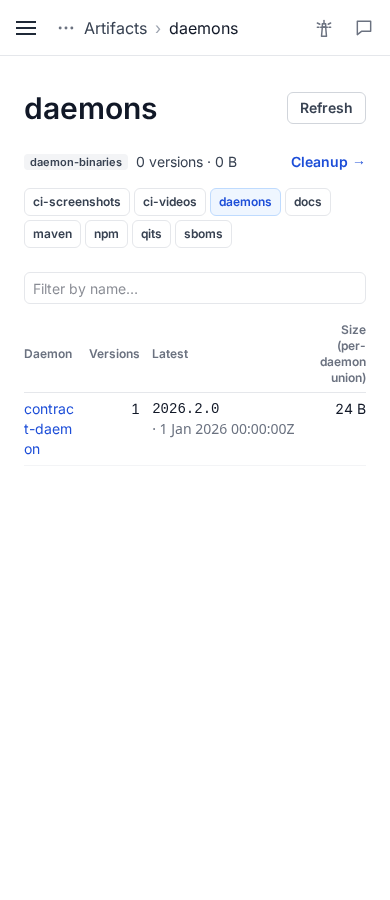 ··· Artifacts › daemons
daemons
Refresh
daemon-binaries 0 versions · 0 B Cleanup →
ci-screenshots ci-videos daemons docs
maven npm qits sboms
Filter by name...
Daemon Versions Latest Size (per-daemon union)
contrac
t-daem
on
1 2026.2.0 24 B
· 1 Jan 2026 00:00:00Z